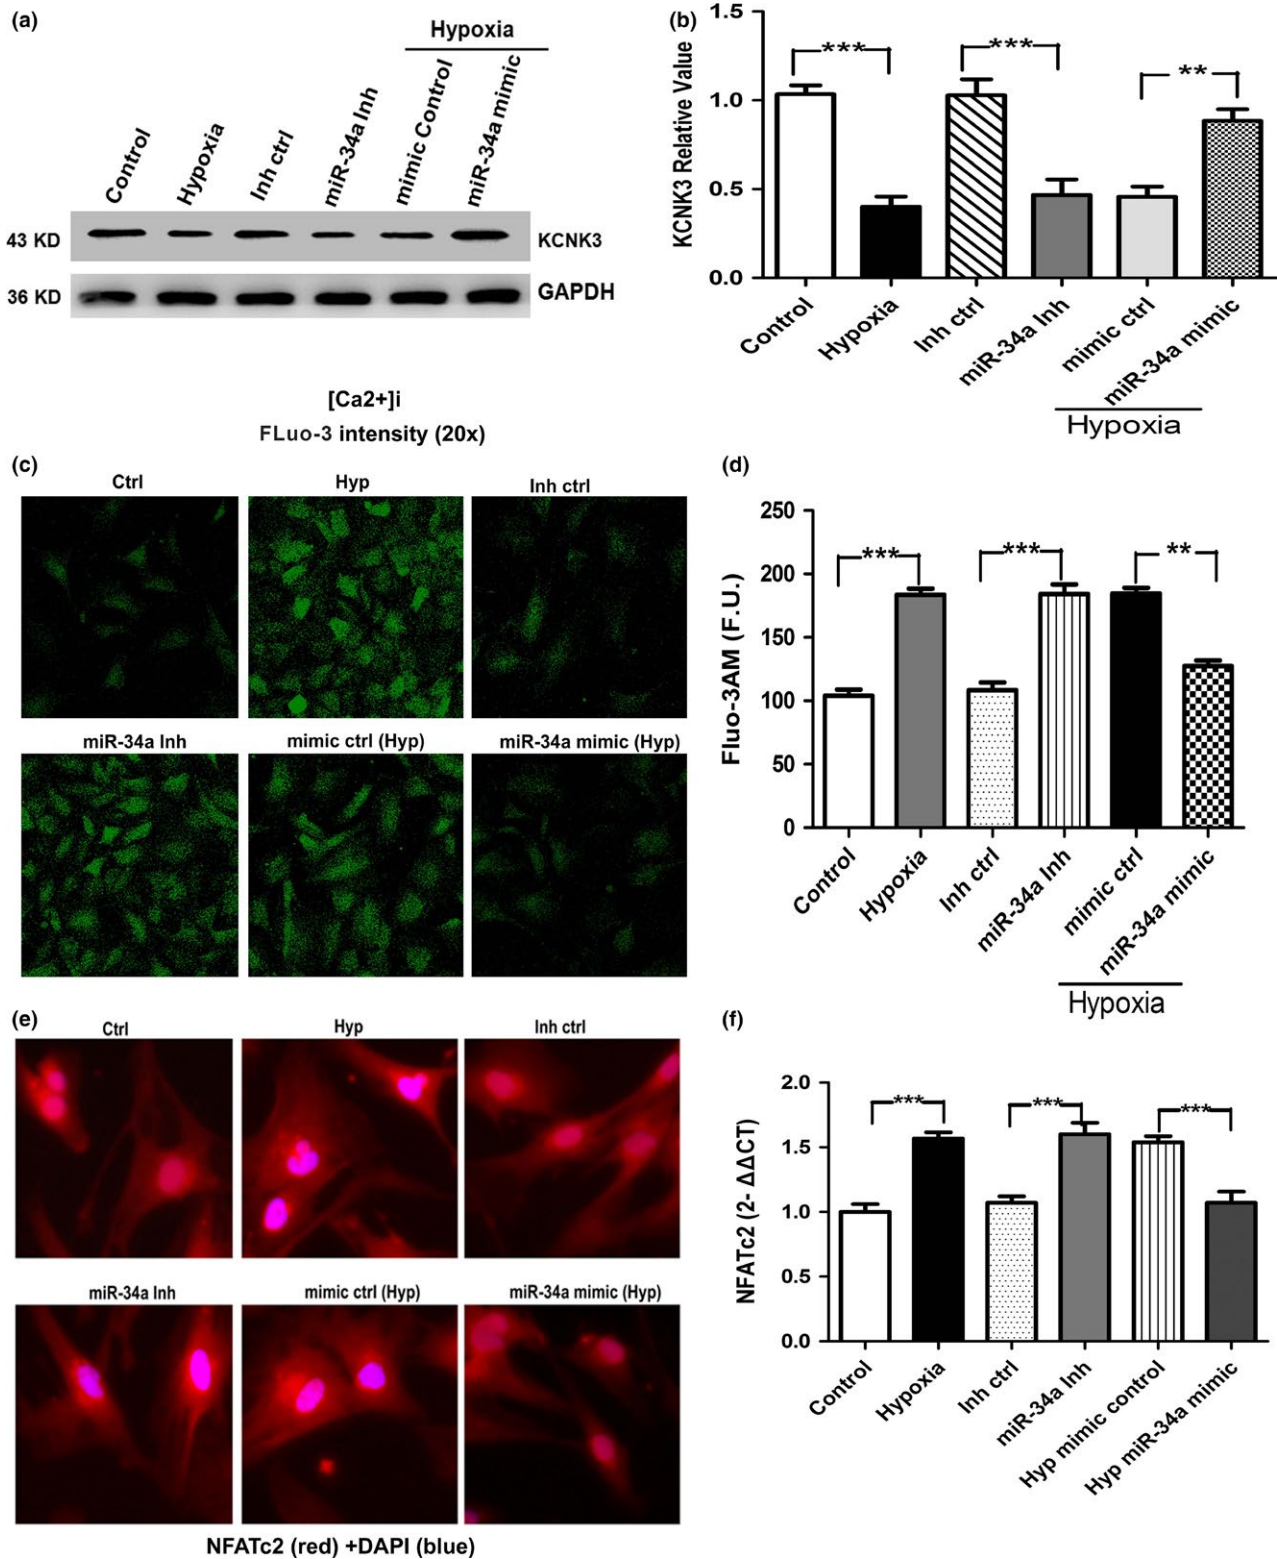 (a)
Hypoxia
Control
Hypoxia
Inh ctrl
miR-34a Inh
mimic Control
miR-34a mimic
43 KD
KCNK3
36 KD
GAPDH
(b)
KCNK3 Relative Value
1.5
1.0
0.5
0.0
***
***
**
Control
Hypoxia
Inh ctrl
miR-34a Inh
mimic ctrl
miR-34a mimic
Hypoxia
[Ca2+]i
FLuo-3 intensity (20x)
(c)
Ctrl
Hyp
Inh ctrl
miR-34a Inh
mimic ctrl (Hyp)
miR-34a mimic (Hyp)
(d)
Fluo-3AM (F.U.)
250
200
150
100
50
0
***
***
**
Control
Hypoxia
Inh ctrl
miR-34a Inh
mimic ctrl
miR-34a mimic
Hypoxia
(e)
Ctrl
Hyp
Inh ctrl
miR-34a Inh
mimic ctrl (Hyp)
miR-34a mimic (Hyp)
NFATc2 (red) +DAPI (blue)
(f)
NFATc2 (2- ΔΔCT)
2.0
1.5
1.0
0.5
0.0
***
***
***
Control
Hypoxia
Inh ctrl
miR-34a Inh
Hyp mimic control
Hyp miR-34a mimic